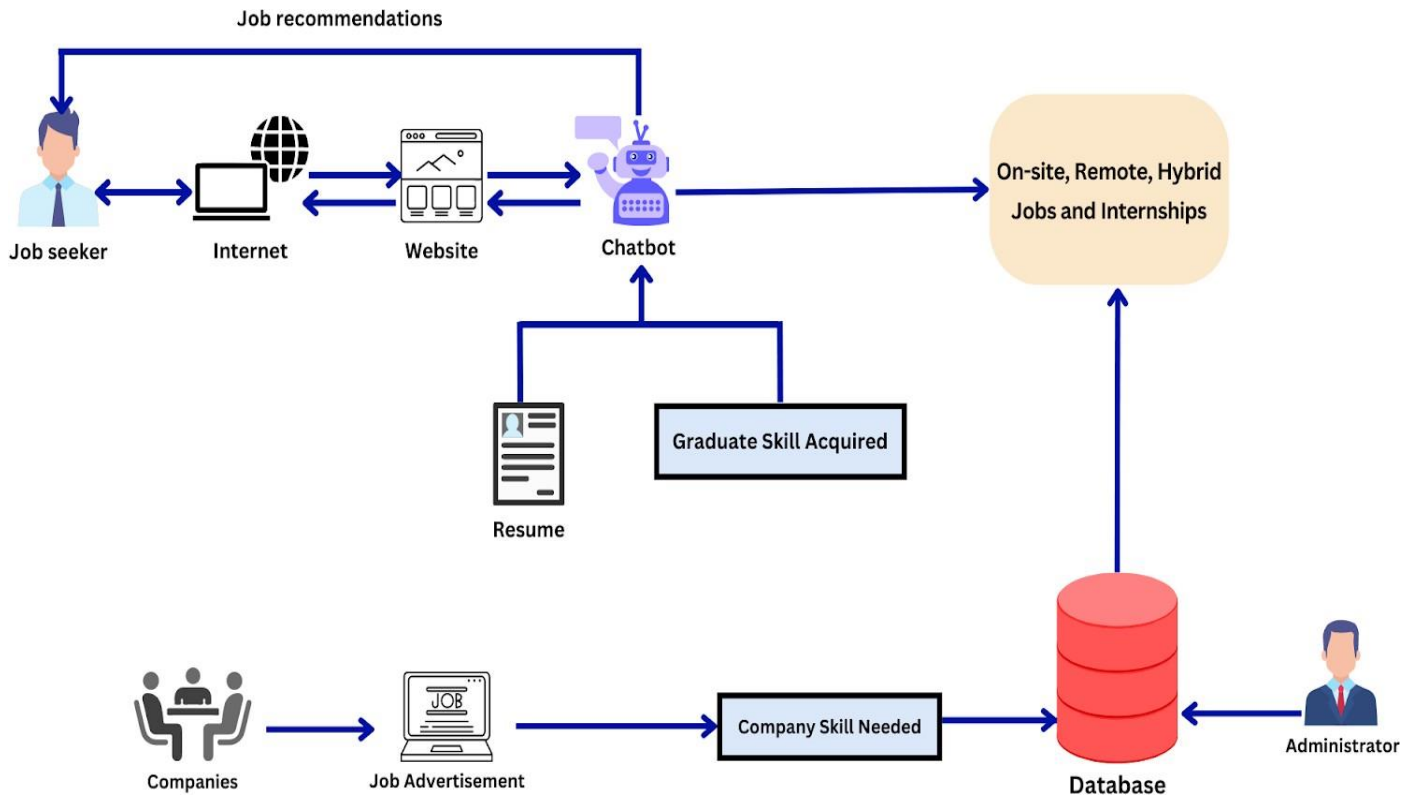 Job recommendations
On-site, Remote, Hybrid
Jobs and Internships
Job seeker
Internet
Website
Chatbot
Graduate Skill Acquired
Resume
JOB
Company Skill Needed
Companies
Job Advertisement
Database
Administrator